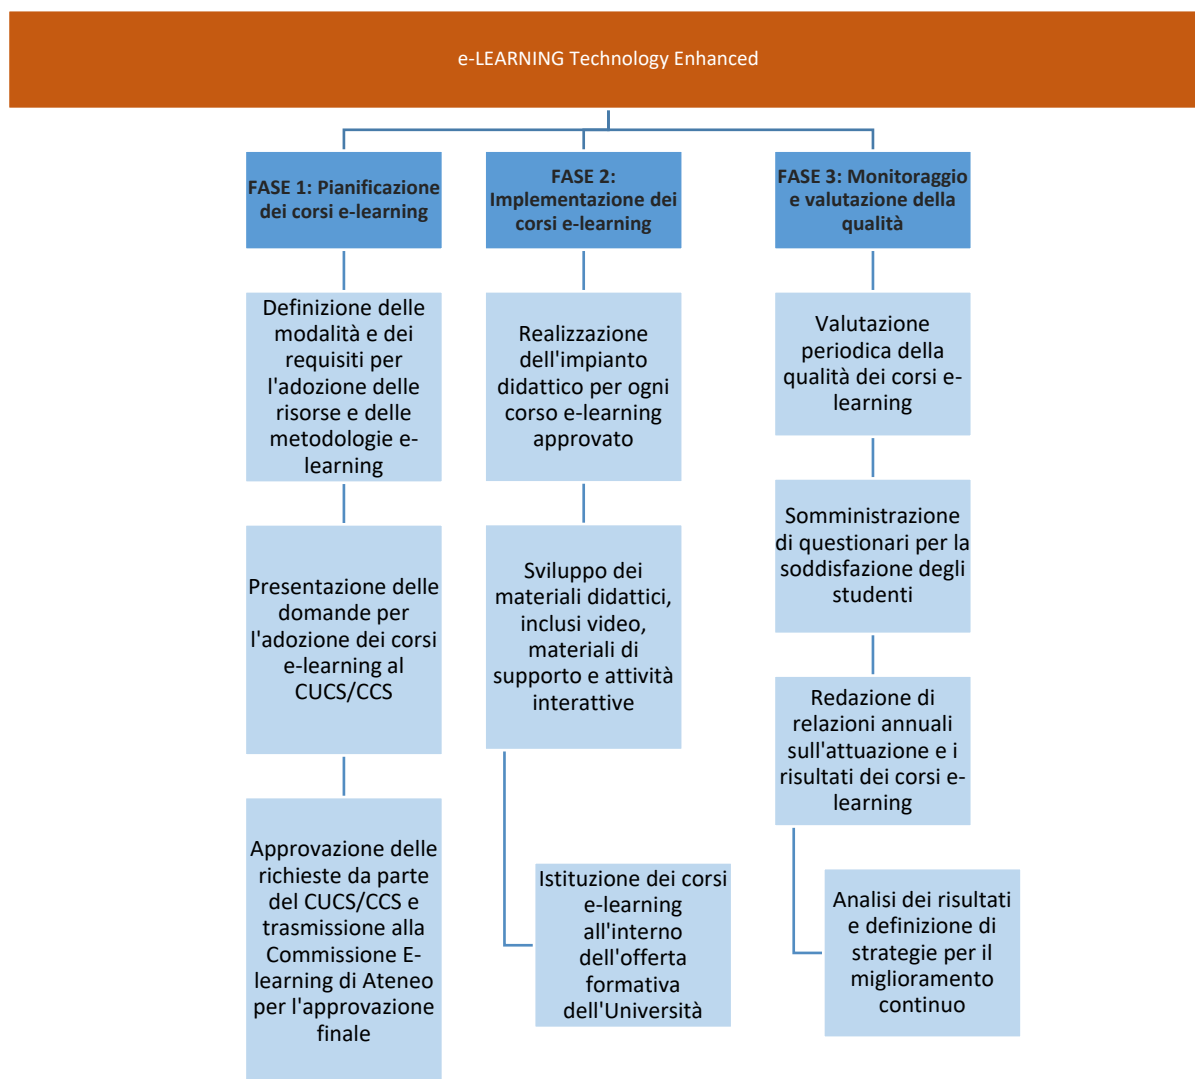 e-LEARNING Technology Enhanced
FASE 1: Pianificazione
dei corsi e-learning
Definizione delle
modalità e dei
requisiti per
l'adozione delle
risorse e delle
metodologie e-
learning
Presentazione delle
domande per
l'adozione dei corsi
e-learning al
CUCS/CCS
Approvazione delle
richieste da parte
del CUCS/CCS e
trasmissione alla
Commissione E-
learning di Ateneo
per l'approvazione
finale
FASE 2:
Implementazione dei
corsi e-learning
Realizzazione
dell'impianto
didattico per ogni
corso e-learning
approvato
Sviluppo dei
materiali didattici,
inclusi video,
materiali di
supporto e attività
interattive
Istituzione dei corsi
e-learning
all'interno
dell'offerta
formativa
dell'Università
FASE 3: Monitoraggio
e valutazione della
qualità
Valutazione
periodica della
qualità dei corsi e-
learning
Somministrazione
di questionari per la
soddisfazione degli
studenti
Redazione di
relazioni annuali
sull'attuazione e i
risultati dei corsi e-
learning
Analisi dei risultati
e definizione di
strategie per il
miglioramento
continuo